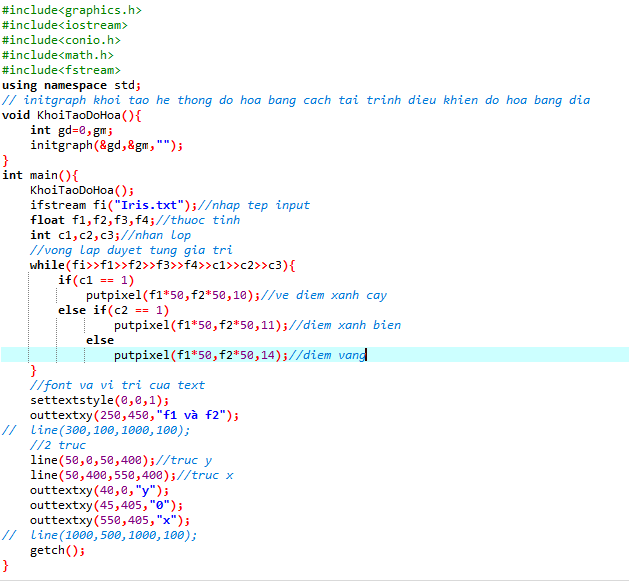 #include<graphics.h>
#include<iostream>
#include<conio.h>
#include<math.h>
#include<fstream>
using namespace std;
// initgraph khoi tao he thong do hoa bang cach tai trinh dieu khien do hoa bang dia
void KhoiTaoDoHoa(){
    int gd=0,gm;
    initgraph(&gd,&gm,"");
}
int main(){
    KhoiTaoDoHoa();
    ifstream fi("Iris.txt");//nhap tep input
    float f1,f2,f3,f4;//thuoc tinh
    int c1,c2,c3;//nhan lop
    //vong lap duyet tung gia tri
    while(fi>>f1>>f2>>f3>>f4>>c1>>c2>>c3){
        if(c1 == 1)
            putpixel(f1*50,f2*50,10);//ve diem xanh cay
        else if(c2 == 1)
                putpixel(f1*50,f2*50,11);//diem xanh bien
            else
                putpixel(f1*50,f2*50,14);//diem vang
    }
    //font va vi tri cua text
    settextstyle(0,0,1);
    outtextxy(250,450,"f1 và f2");
//  line(300,100,1000,100);
    //2 truc
    line(50,0,50,400);//truc y
    line(50,400,550,400);//truc x
    outtextxy(40,0,"y");
    outtextxy(45,405,"0");
    outtextxy(550,405,"x");
//  line(1000,500,1000,100);
    getch();
}